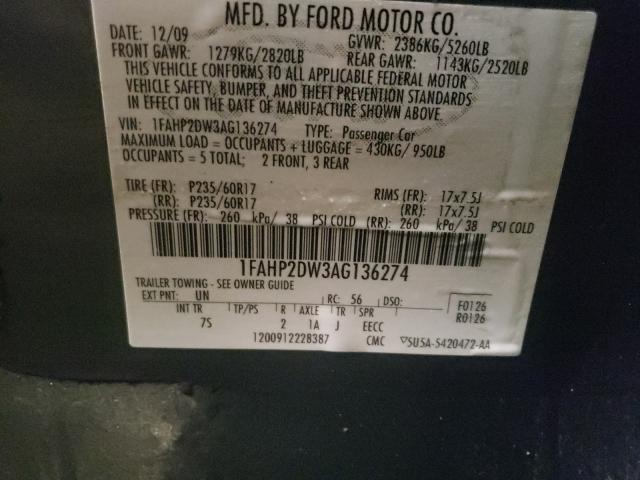 MFD. BY FORD MOTOR CO.
DATE: 12/09 GVWR: 2386KG/5260LB
FRONT GAWR: 1279KG/2820LB REAR GAWR: 1143KG/2520LB
THIS VEHICLE CONFORMS TO ALL APPLICABLE FEDERAL MOTOR
VEHICLE SAFETY, BUMPER, AND THEFT PREVENTION STANDARDS
IN EFFECT ON THE DATE OF MANUFACTURE SHOWN ABOVE.
VIN: 1FAHP2DW3AG136274 TYPE: Passenger Car
MAXIMUM LOAD = OCCUPANTS + LUGGAGE = 430KG/950LB
OCCUPANTS = 5 TOTAL; 2 FRONT, 3 REAR
TIRE (FR): P235/60R17 RIMS (FR): 17x7.5J
(RR): P235/60R17 (RR): 17x7.5J
PRESSURE (FR): 260 kPa/ 38 PSI COLD (RR): 260 kPa/38 PSI COLD
1FAHP2DW3AG136274
TRAILER TOWING - SEE OWNER GUIDE
EXT PNT: UN RC: 56 DSO: F0126
R0126
INT TR TP/PS R AXLE TR SPR
7S 2 1A J EECC
1200912228387 CMC ▽5U5A-5420472-AA